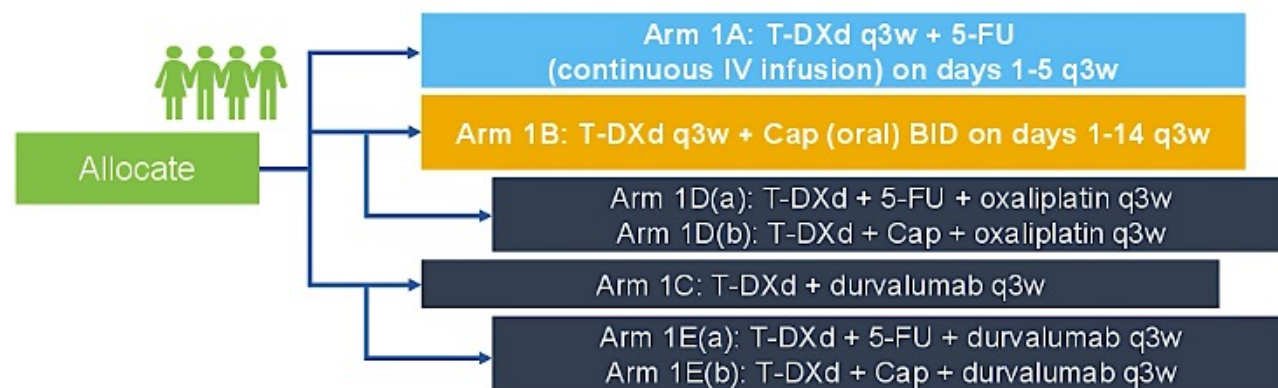 Allocate
Arm 1A: T-DXd q3w + 5-FU
(continuous IV infusion) on days 1-5 q3w
Arm 1B: T-DXd q3w + Cap (oral) BID on days 1-14 q3w
Arm 1D(a): T-DXd + 5-FU + oxaliplatin q3w
Arm 1D(b): T-DXd + Cap + oxaliplatin q3w
Arm 1C: T-DXd + durvalumab q3w
Arm 1E(a): T-DXd + 5-FU + durvalumab q3w
Arm 1E(b): T-DXd + Cap + durvalumab q3w